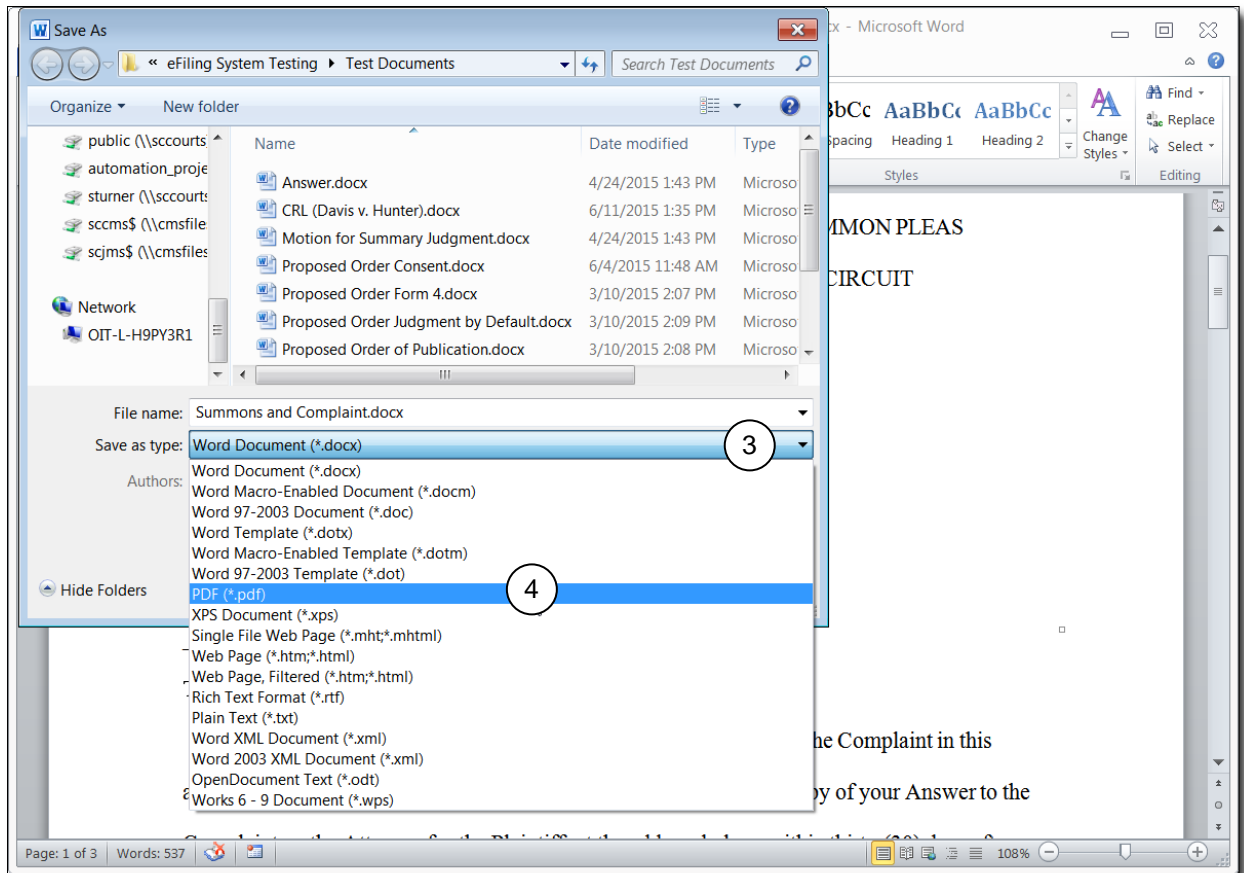 Save As
cx - Microsoft Word
« eFiling System Testing Test Documents
Search Test Documents
Organize New folder
public (\\sccourts
automation_proje
sturner (\\sccourts
sccms$ (\\cmsfile
scjms$ (\\cmsfiles
Network
OIT-L-H9PY3R1
Name Date modified Type
Answer.docx 4/24/2015 1:43 PM Microso
CRL (Davis v. Hunter).docx 6/11/2015 1:35 PM Microso
Motion for Summary Judgment.docx 4/24/2015 1:43 PM Microso
Proposed Order Consent.docx 6/4/2015 11:48 AM Microso
Proposed Order Form 4.docx 3/10/2015 2:07 PM Microso
Proposed Order Judgment by Default.docx 3/10/2015 2:09 PM Microso
Proposed Order of Publication.docx 3/10/2015 2:08 PM Microso
File name: Summons and Complaint.docx
Save as type: Word Document (*.docx)
3
Authors:
Word Document (*.docx)
Word Macro-Enabled Document (*.docm)
Word 97-2003 Document (*.doc)
Word Template (*.dotx)
Word Macro-Enabled Template (*.dotm)
Word 97-2003 Template (*.dot)
PDF (*.pdf)
4
XPS Document (*.xps)
Single File Web Page (*.mht;*.mhtml)
Web Page (*.htm;*.html)
Web Page, Filtered (*.htm;*.html)
Rich Text Format (*.rtf)
Plain Text (*.txt)
Word XML Document (*.xml)
Word 2003 XML Document (*.xml)
OpenDocument Text (*.odt)
Works 6 - 9 Document (*.wps)
Hide Folders
BbCc AaBbCc AaBbCc
Spacing Heading 1 Heading 2
Change
Styles
Styles
Find
Replace
Select
Editing
MMON PLEAS
CIRCUIT
he Complaint in this
py of your Answer to the
Page: 1 of 3 Words: 537
108%